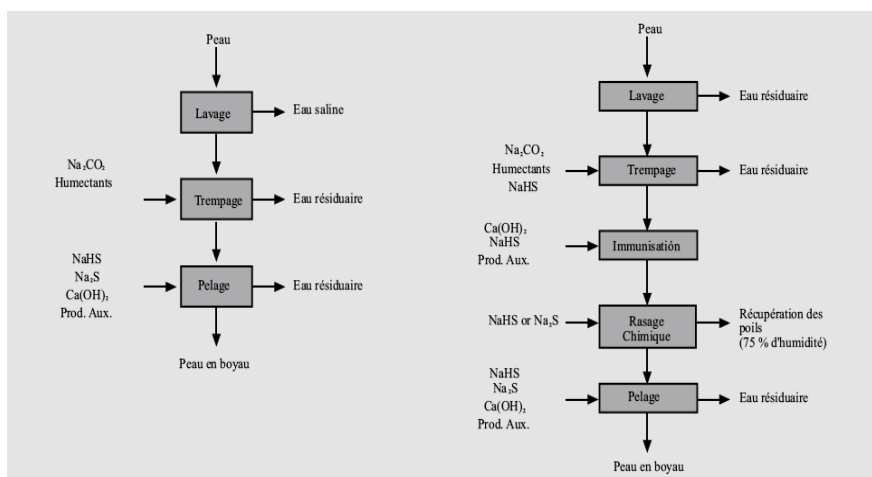 Peau
Lavage
Eau saline
Na₂CO₂
Humectants
Trempage
Eau résiduaire
NaHS
Na₂S
Ca(OH)₂
Prod. Aux.
Pelage
Eau résiduaire
Peau en boyau
Peau
Lavage
Eau résiduaire
Na₂CO₂
Humectants
NaHS
Trempage
Eau résiduaire
Ca(OH)₂
NaHS
Prod. Aux.
Immunisatión
NaHS or Na₂S
Rasage
Chimique
Récupération des
poils
(75 % d'humidité)
NaHS
Na₂S
Ca(OH)₂
Prod. Aux.
Pelage
Eau résiduaire
Peau en boyau